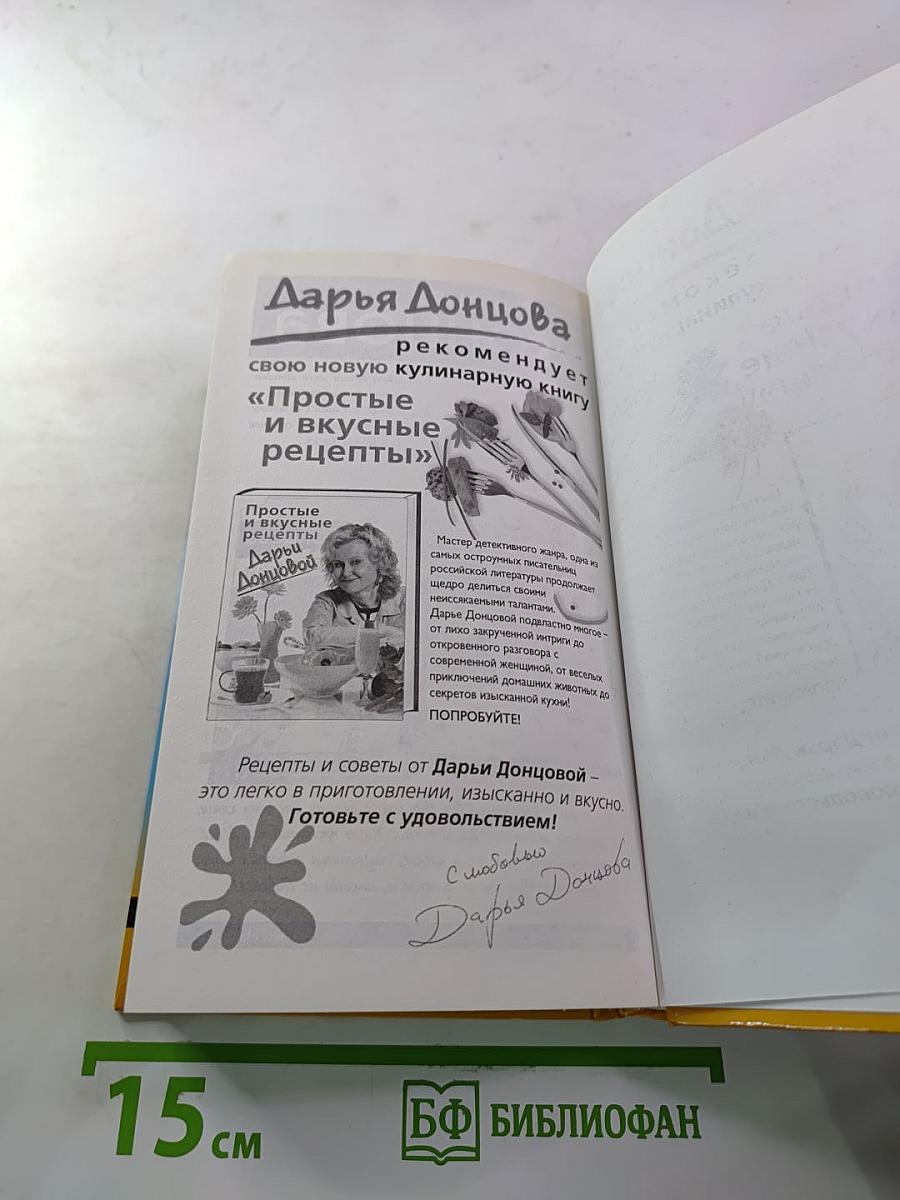 Дарья Донцова
рекомендует
свою новую кулинарную книгу
«Простые
и вкусные
рецепты»
Простые
и вкусные
рецепты
Дарьи
Донцовой
Мастер детективного жанра, одна из
самых остроумных писательниц
российской литературы продолжает
щедро делиться своими
неиссякаемыми талантами.
Дарье Донцовой подвластно многое –
от лихо закрученной интриги до
откровенного разговора с
современной женщиной, от веселых
приключений домашних животных до
секретов изысканной кухни!
ПОПРОБУЙТЕ!
Рецепты и советы от Дарьи Донцовой –
это легко в приготовлении, изысканно и вкусно.
Готовьте с удовольствием!
С любовью
Дарья Донцова
15 см
БФ БИБЛИОФАН